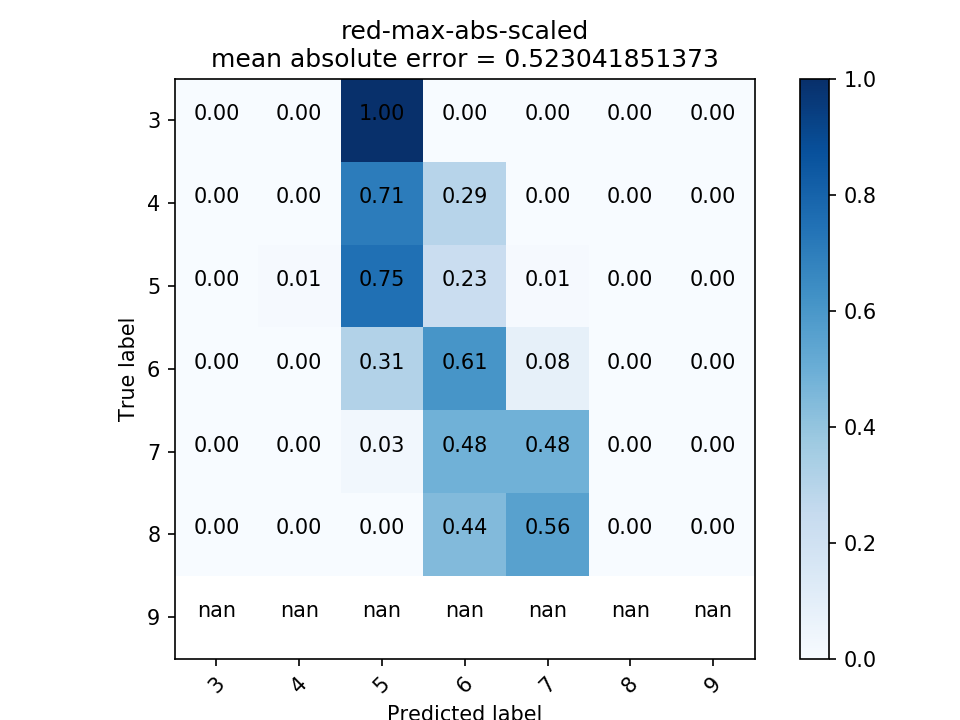 red-max-abs-scaled
mean absolute error = 0.523041851373
3 0.00 0.00 1.00 0.00 0.00 0.00 0.00
4 0.00 0.00 0.71 0.29 0.00 0.00 0.00
5 0.00 0.01 0.75 0.23 0.01 0.00 0.00
6 0.00 0.00 0.31 0.61 0.08 0.00 0.00
7 0.00 0.00 0.03 0.48 0.48 0.00 0.00
8 0.00 0.00 0.00 0.44 0.56 0.00 0.00
9 nan nan nan nan nan nan nan
3 4 5 6 7 8 9
True label
Predicted label
1.0
0.8
0.6
0.4
0.2
0.0